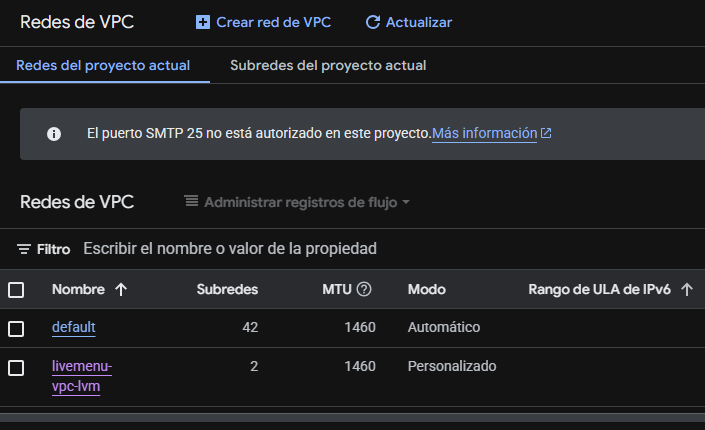 Redes de VPC Crear red de VPC Actualizar
Redes del proyecto actual Subredes del proyecto actual
El puerto SMTP 25 no está autorizado en este proyecto.Más información
Redes de VPC Administrar registros de flujo
Filtro Escribir el nombre o valor de la propiedad
Nombre Subredes MTU Modo Rango de ULA de IPv6
default 42 1460 Automático
livemenu- 2 1460 Personalizado
vpc-lvm